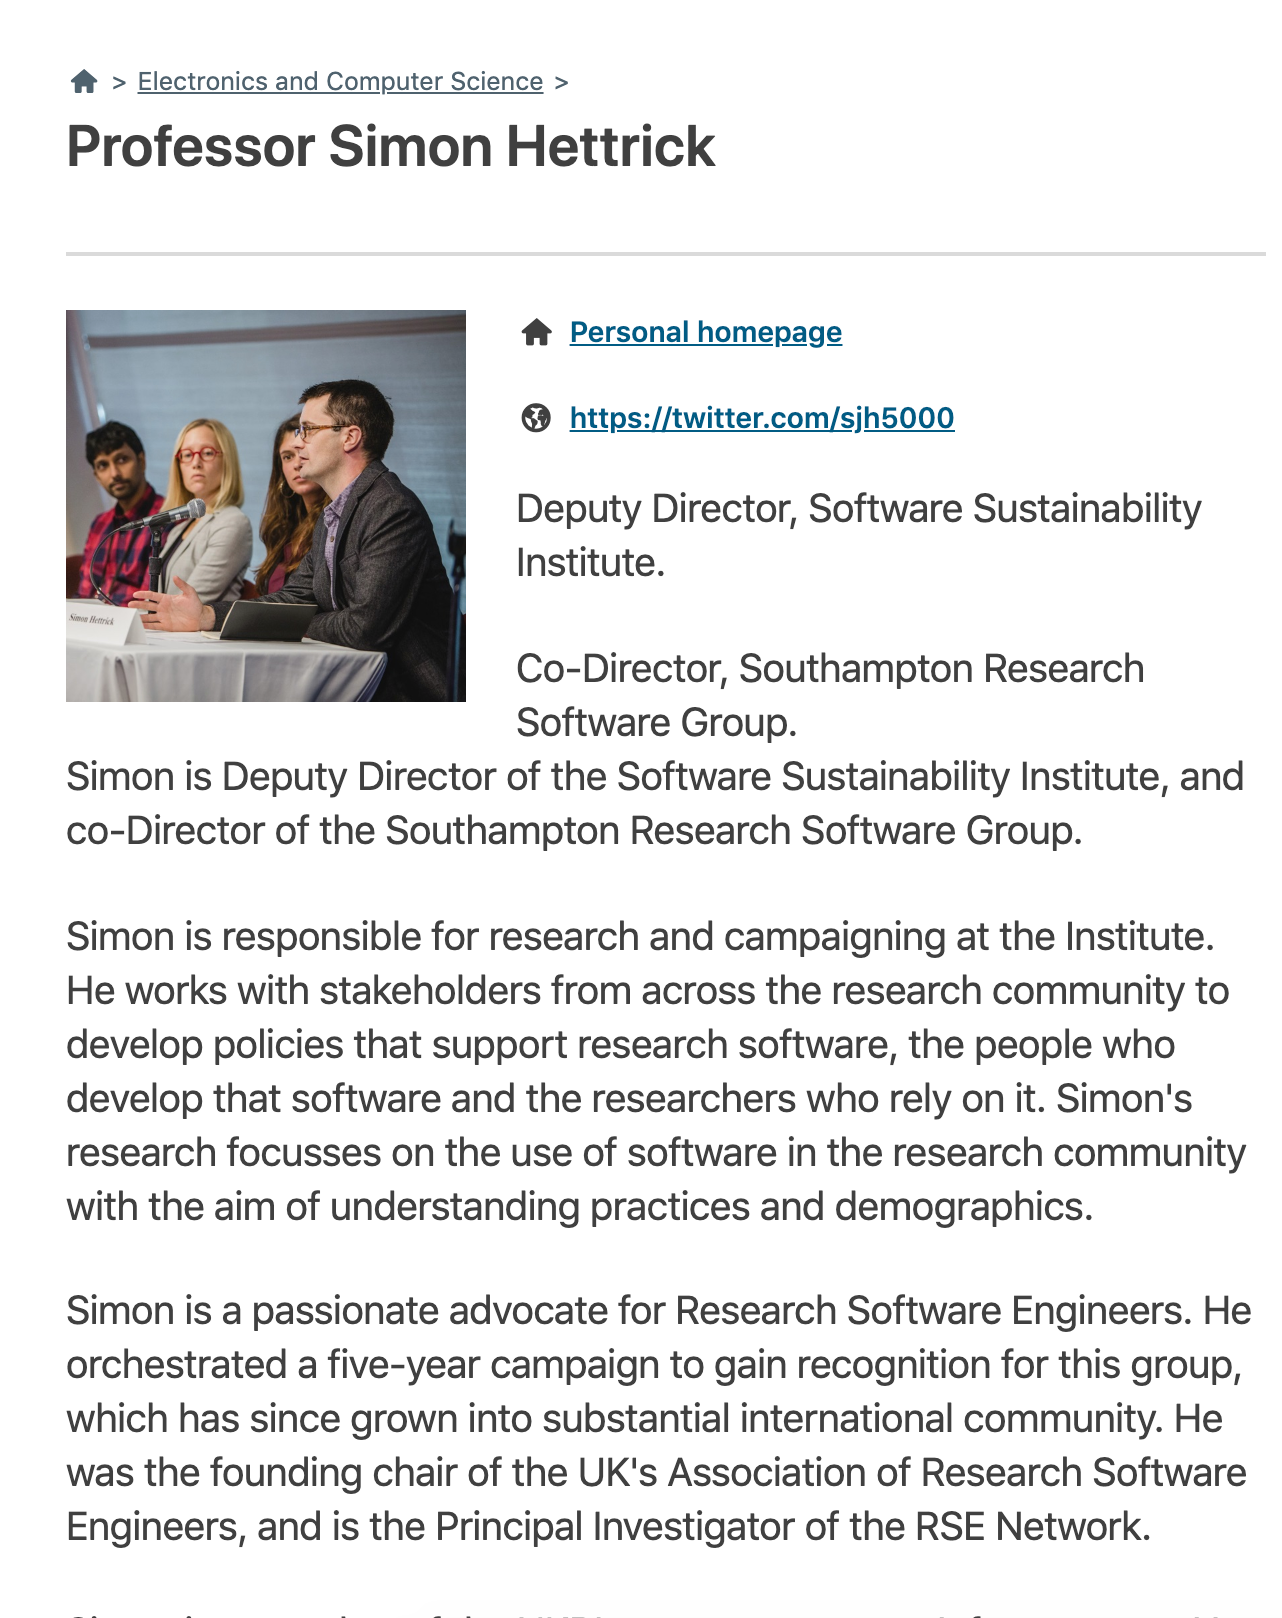 > Electronics and Computer Science >
Professor Simon Hettrick
Personal homepage
https://twitter.com/sjh5000
Deputy Director, Software Sustainability
Institute.
Co-Director, Southampton Research
Software Group.
Simon Hettrick
Simon is Deputy Director of the Software Sustainability Institute, and
co-Director of the Southampton Research Software Group.
Simon is responsible for research and campaigning at the Institute.
He works with stakeholders from across the research community to
develop policies that support research software, the people who
develop that software and the researchers who rely on it. Simon's
research focusses on the use of software in the research community
with the aim of understanding practices and demographics.
Simon is a passionate advocate for Research Software Engineers. He
orchestrated a five-year campaign to gain recognition for this group,
which has since grown into substantial international community. He
was the founding chair of the UK's Association of Research Software
Engineers, and is the Principal Investigator of the RSE Network.